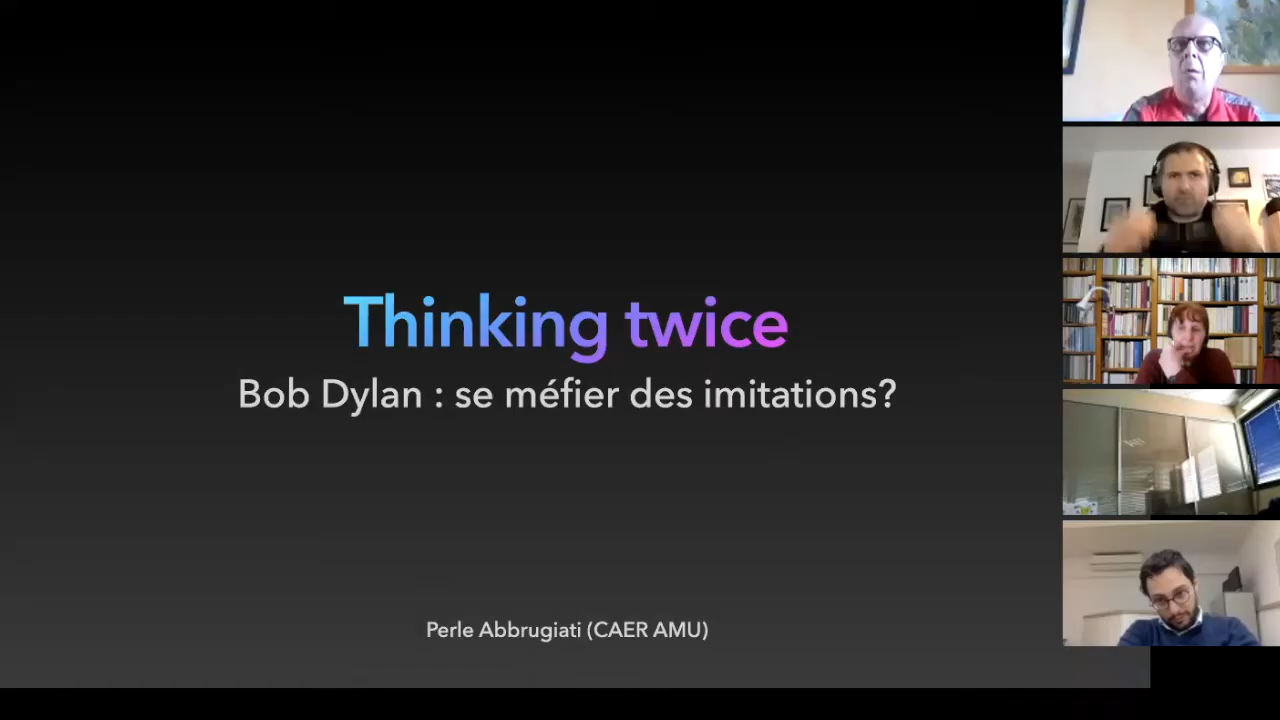 Thinking twice
Bob Dylan : se méfier des imitations?
Perle Abbrugiati (CAER AMU)